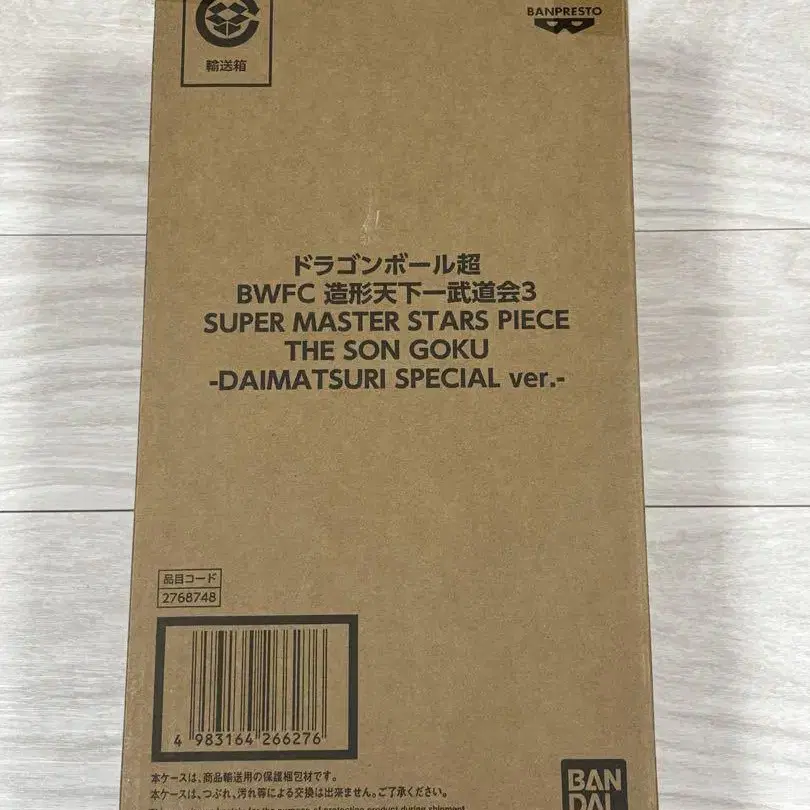 輸送箱
BANPRESTO
ドラゴンボール超
BWFC 造形天下一武道会3
SUPER MASTER STARS PIECE
THE SON GOKU
-DAIMATSURI SPECIAL ver.-
品目コード
2768748
4 983164 266276
本ケースは、商品輸送用の保護梱包材です。
本ケースは、つぶれ、汚れ等による交換は出来ません。ご了承ください。
BAN
DAI